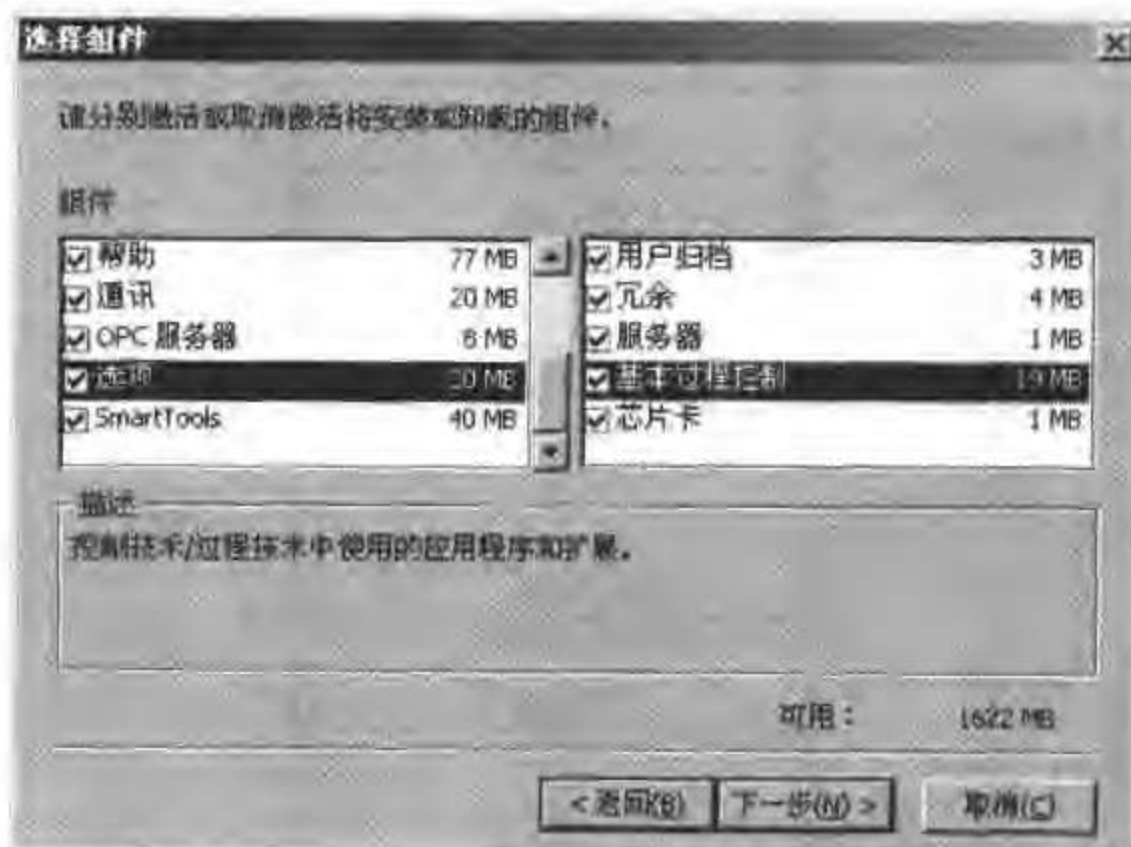 选择组件
请分别激活或取消激活将安装或卸载的组件。
组件
帮助 77 MB
通讯 20 MB
OPC 服务器 6 MB
选项 30 MB
SmartTools 40 MB
用户归档 3 MB
冗余 4 MB
服务器 1 MB
基本过程控制 19 MB
芯片卡 1 MB
描述
控制技术/过程技术中使用的应用程序和扩展。
可用: 1622 MB
< 返回(B)
下一步(N) >
取消(C)